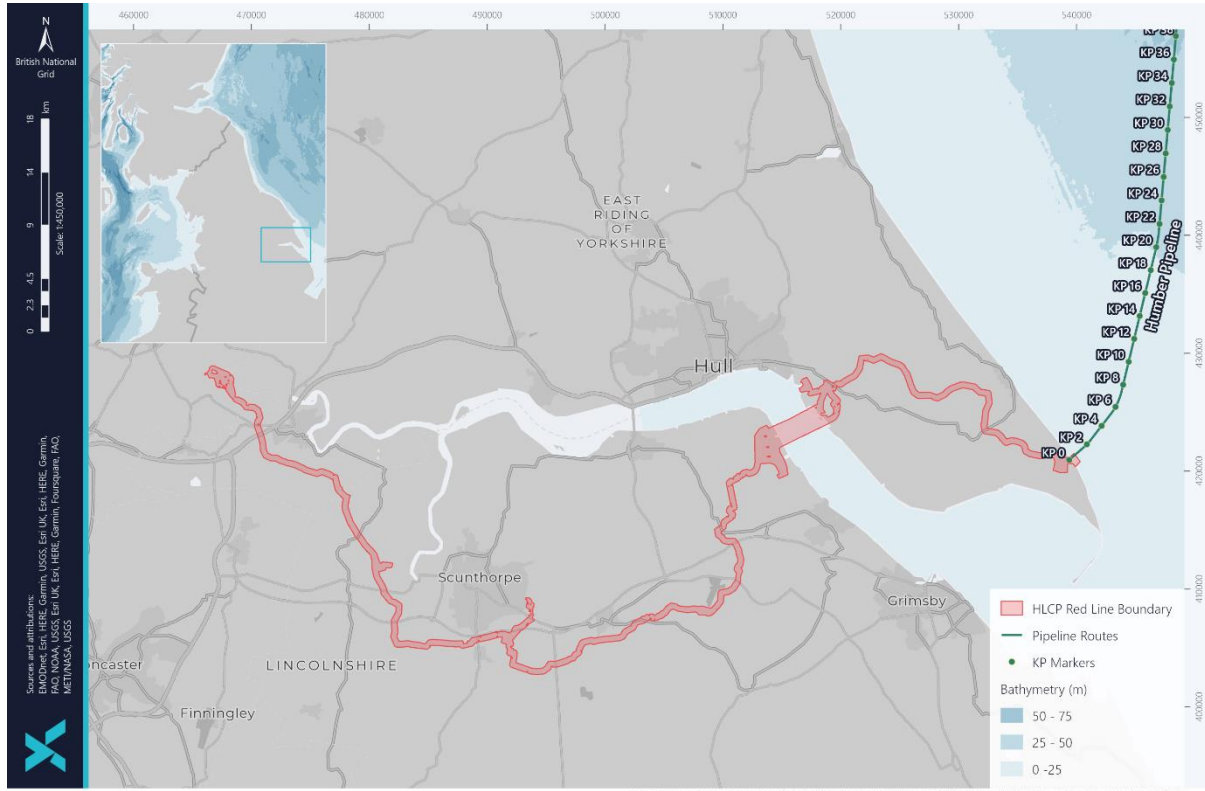 N
British National
Grid
0 2.3 4.5 9 14 18
km
Scale: 1:450,000
Sources and attributions:
EMODnet, Esri, HERE, Garmin, USGS, Esri UK, Esri, HERE, Garmin,
FAO, NOAA, USGS, Esri UK, Esri, HERE, Garmin, Foursquare, FAO,
METI/NASA, USGS
460000 470000 480000 490000 500000 510000 520000 530000 540000
450000
440000
430000
420000
410000
400000
EAST
RIDING
OF
YORKSHIRE
Hull
Scunthorpe
Grimsby
LINCOLNSHIRE
oncaster
Finningley
KP 38
KP 36
KP 34
KP 32
KP 30
KP 28
KP 26
KP 24
KP 22
KP 20
KP 18
KP 16
KP 14
KP 12
KP 10
KP 8
KP 6
KP 4
KP 2
KP 0
Humber Pipeline
HLCP Red Line Boundary
Pipeline Routes
KP Markers
Bathymetry (m)
50 - 75
25 - 50
0 -25